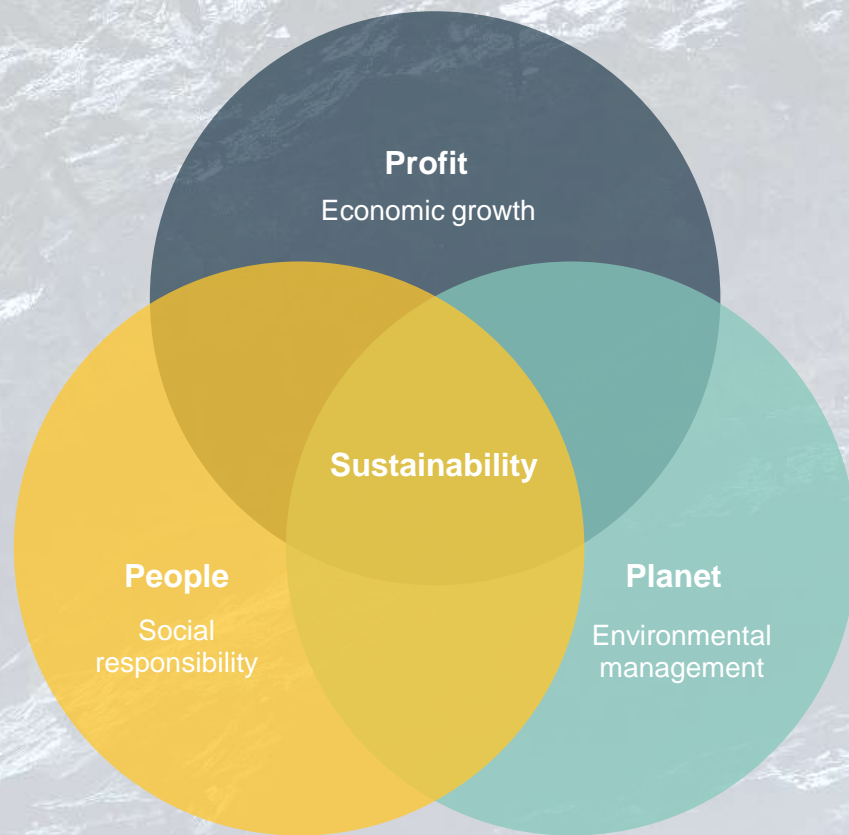 Profit
Economic growth
Sustainability
People
Social
responsibility
Planet
Environmental
management